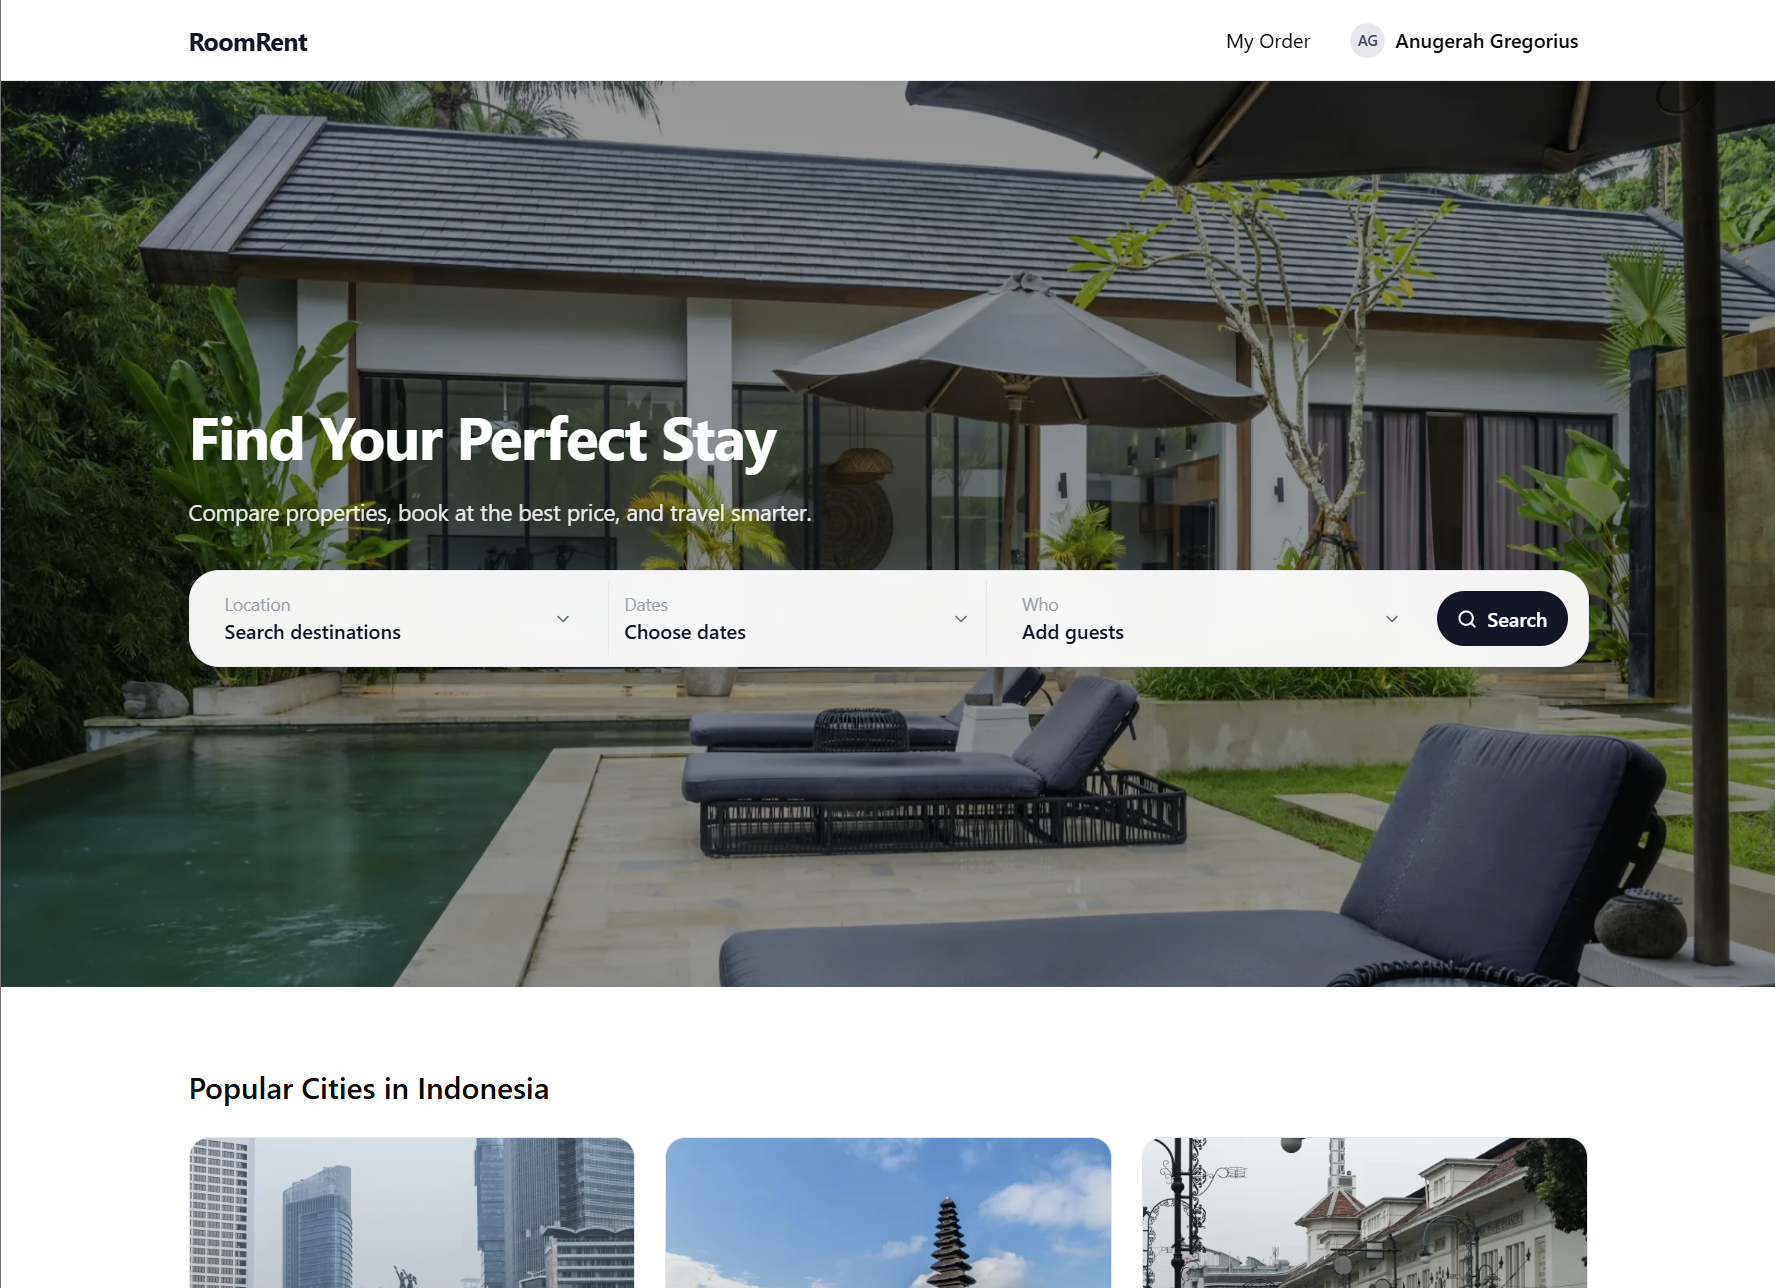 RoomRent
My Order
AG
Anugerah Gregorius
Find Your Perfect Stay
Compare properties, book at the best price, and travel smarter.
Location
Search destinations
Dates
Choose dates
Who
Add guests
Search
Popular Cities in Indonesia